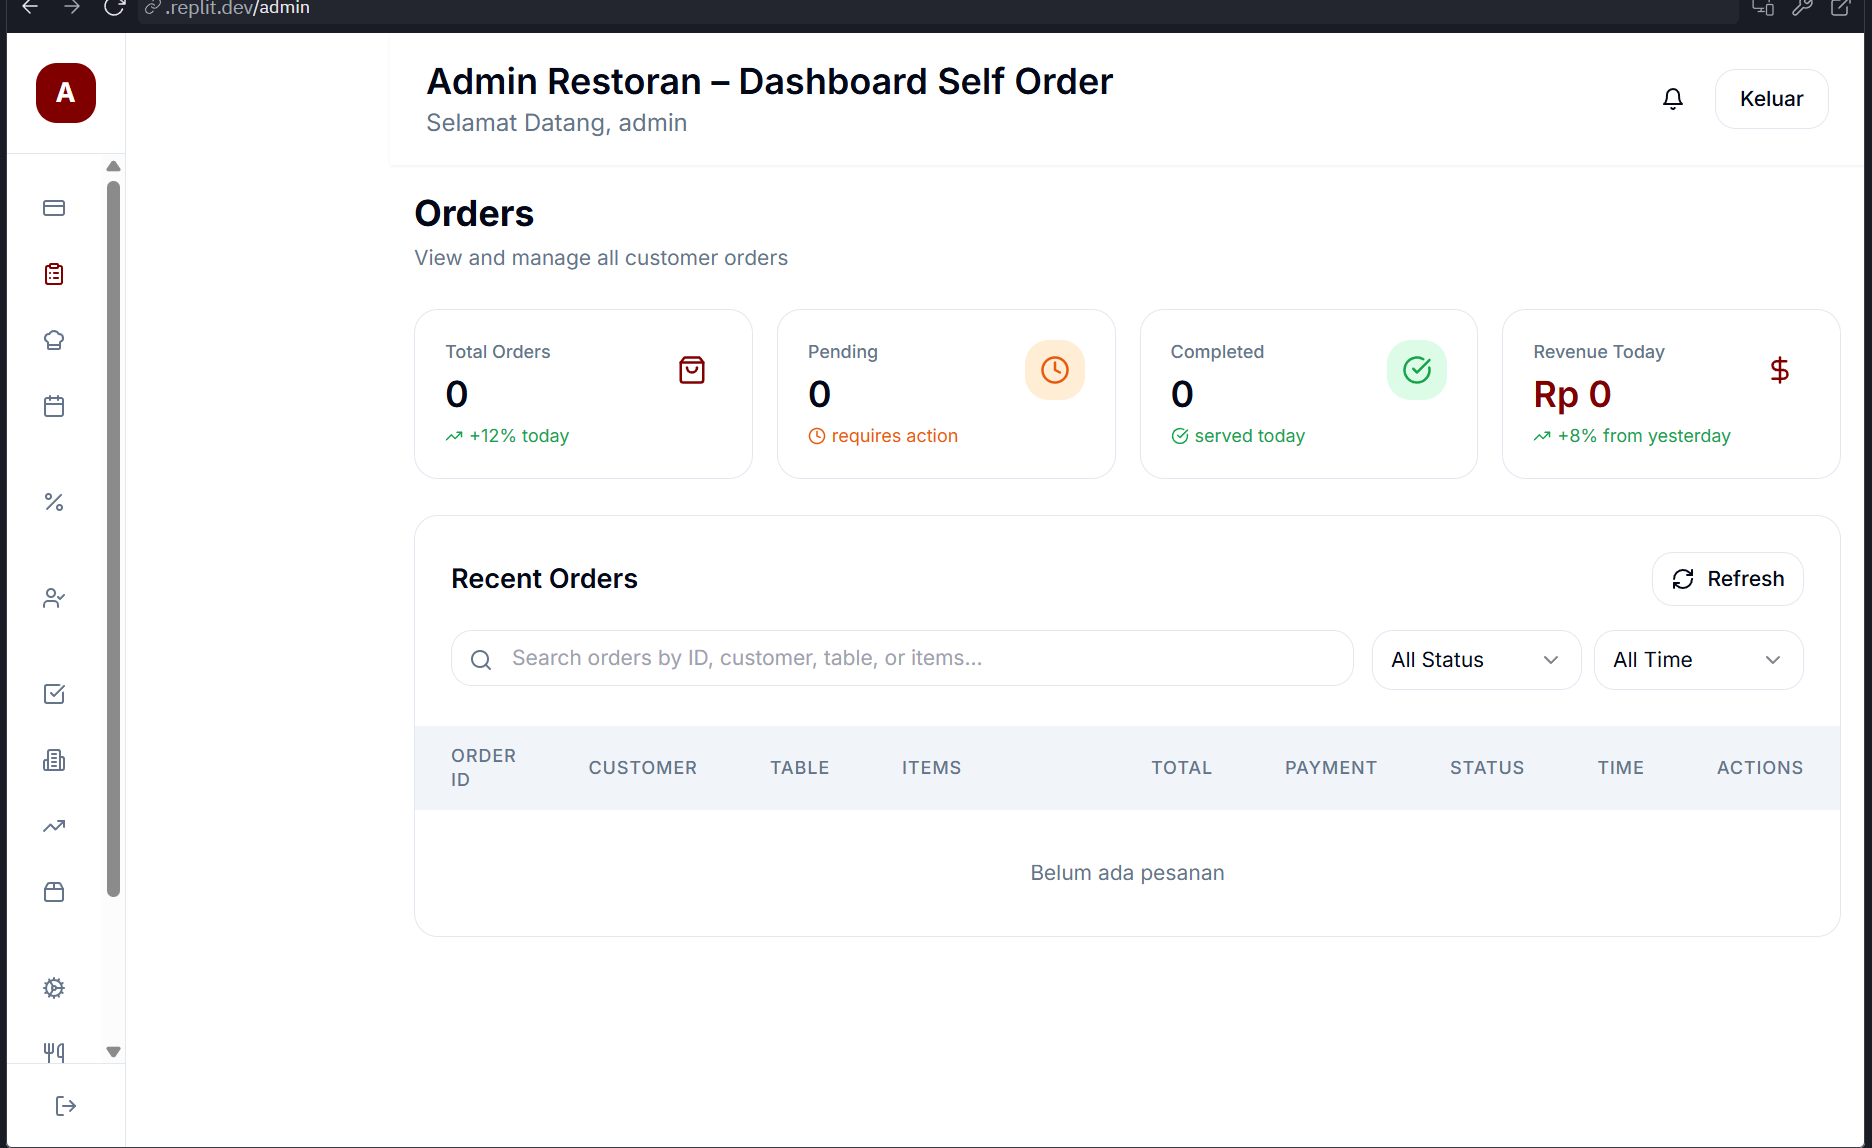 .replit.dev/admin
A
Admin Restoran – Dashboard Self Order
Selamat Datang, admin
Keluar
Orders
View and manage all customer orders
Total Orders
0
+12% today
Pending
0
requires action
Completed
0
served today
Revenue Today
Rp 0
+8% from yesterday
Recent Orders
Refresh
Search orders by ID, customer, table, or items...
All Status
All Time
ORDER
ID
CUSTOMER
TABLE
ITEMS
TOTAL
PAYMENT
STATUS
TIME
ACTIONS
Belum ada pesanan